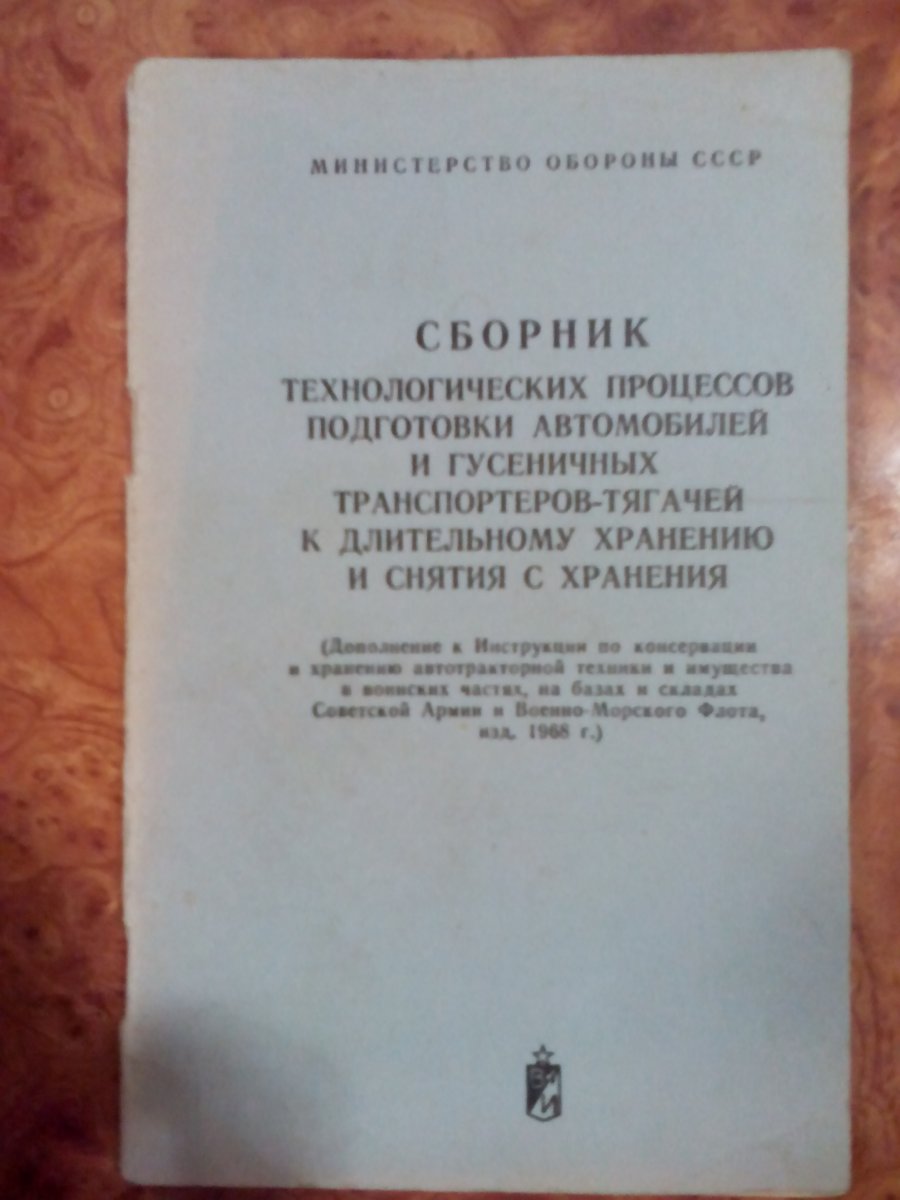 МИНИСТЕРСТВО ОБОРОНЫ СССР
СБОРНИК
ТЕХНОЛОГИЧЕСКИХ ПРОЦЕССОВ
ПОДГОТОВКИ АВТОМОБИЛЕЙ
И ГУСЕНИЧНЫХ
ТРАНСПОРТЕРОВ-ТЯГАЧЕЙ
К ДЛИТЕЛЬНОМУ ХРАНЕНИЮ
И СНЯТИЯ С ХРАНЕНИЯ
(Дополнение к Инструкции по консервации
и хранению автотракторной техники и имущества
в воинских частях, на базах и складах
Советской Армии и Военно-Морского Флота,
изд. 1968 г.)